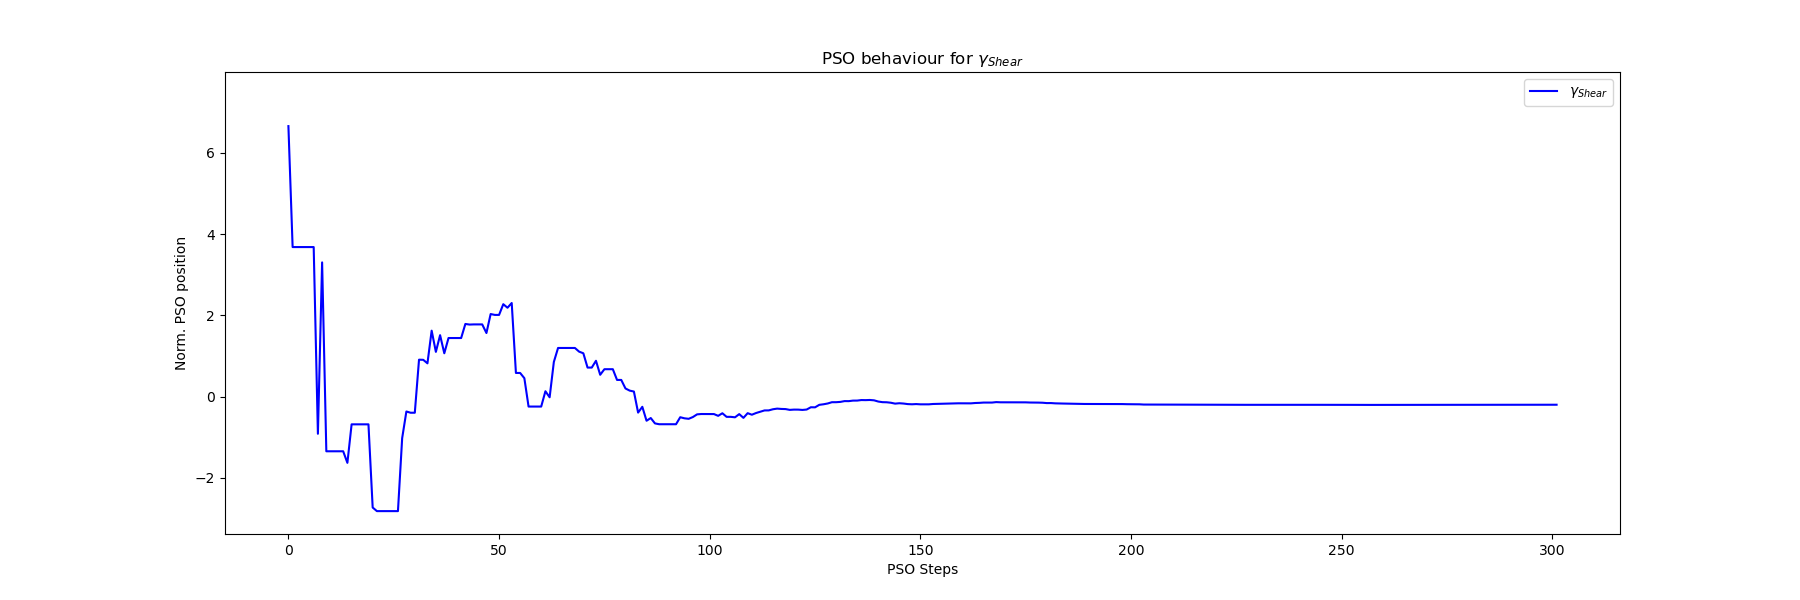 PSO behaviour for γShear
γShear
Norm. PSO position
6
4
2
0
−2
0 50 100 150 200 250 300
PSO Steps